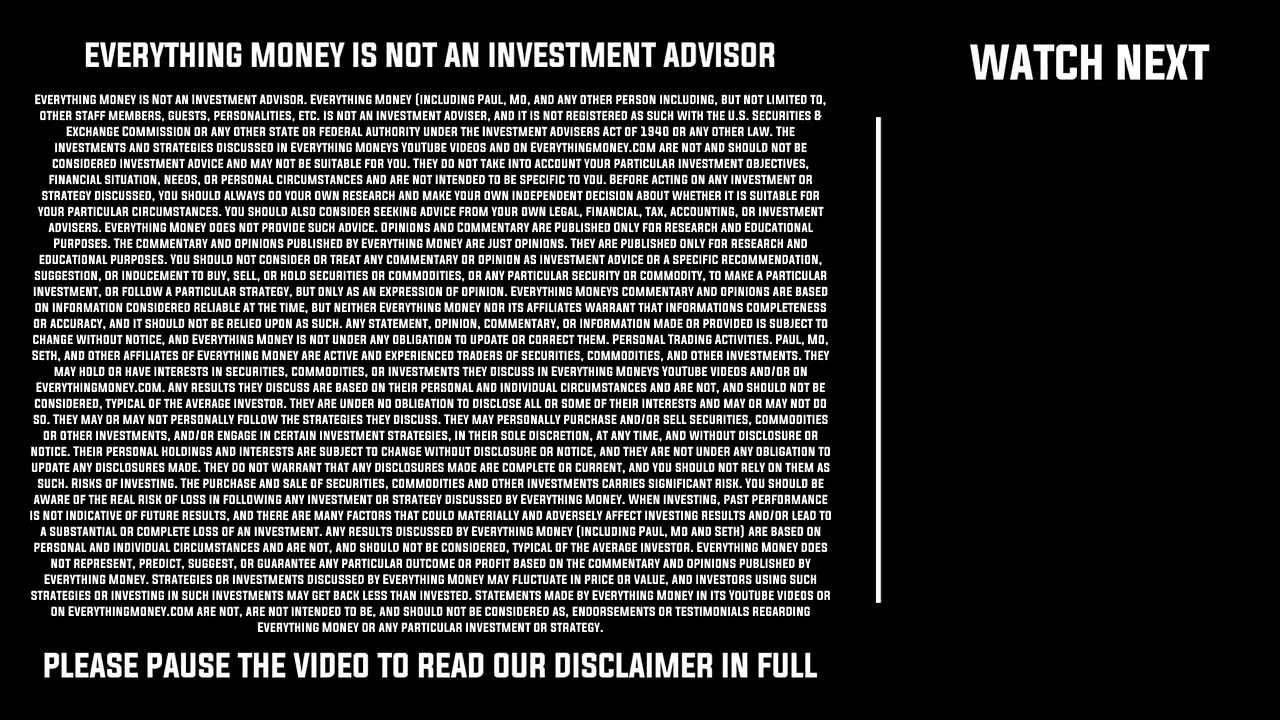 EVERYTHING MONEY IS NOT AN INVESTMENT ADVISOR
EVERYTHING MONEY IS NOT AN INVESTMENT ADVISOR. EVERYTHING MONEY (INCLUDING PAUL, MO, AND ANY OTHER PERSON INCLUDING, BUT NOT LIMITED TO,
OTHER STAFF MEMBERS, GUESTS, PERSONALITIES, ETC. IS NOT AN INVESTMENT ADVISER, AND IT IS NOT REGISTERED AS SUCH WITH THE U.S. SECURITIES &
EXCHANGE COMMISSION OR ANY OTHER STATE OR FEDERAL AUTHORITY UNDER THE INVESTMENT ADVISERS ACT OF 1940 OR ANY OTHER LAW. THE
INVESTMENTS AND STRATEGIES DISCUSSED IN EVERYTHING MONEYS YOUTUBE VIDEOS AND ON EVERYTHINGMONEY.COM ARE NOT AND SHOULD NOT BE
CONSIDERED INVESTMENT ADVICE AND MAY NOT BE SUITABLE FOR YOU. THEY DO NOT TAKE INTO ACCOUNT YOUR PARTICULAR INVESTMENT OBJECTIVES,
FINANCIAL SITUATION, NEEDS, OR PERSONAL CIRCUMSTANCES AND ARE NOT INTENDED TO BE SPECIFIC TO YOU. BEFORE ACTING ON ANY INVESTMENT OR
STRATEGY DISCUSSED, YOU SHOULD ALWAYS DO YOUR OWN RESEARCH AND MAKE YOUR OWN INDEPENDENT DECISION ABOUT WHETHER IT IS SUITABLE FOR
YOUR PARTICULAR CIRCUMSTANCES. YOU SHOULD ALSO CONSIDER SEEKING ADVICE FROM YOUR OWN LEGAL, FINANCIAL, TAX, ACCOUNTING, OR INVESTMENT
ADVISERS. EVERYTHING MONEY DOES NOT PROVIDE SUCH ADVICE. OPINIONS AND COMMENTARY ARE PUBLISHED ONLY FOR RESEARCH AND EDUCATIONAL
PURPOSES. THE COMMENTARY AND OPINIONS PUBLISHED BY EVERYTHING MONEY ARE JUST OPINIONS. THEY ARE PUBLISHED ONLY FOR RESEARCH AND
EDUCATIONAL PURPOSES. YOU SHOULD NOT CONSIDER OR TREAT ANY COMMENTARY OR OPINION AS INVESTMENT ADVICE OR A SPECIFIC RECOMMENDATION,
SUGGESTION, OR INDUCEMENT TO BUY, SELL, OR HOLD SECURITIES OR COMMODITIES, OR ANY PARTICULAR SECURITY OR COMMODITY, TO MAKE A PARTICULAR
INVESTMENT, OR FOLLOW A PARTICULAR STRATEGY, BUT ONLY AS AN EXPRESSION OF OPINION. EVERYTHING MONEYS COMMENTARY AND OPINIONS ARE BASED
ON INFORMATION CONSIDERED RELIABLE AT THE TIME, BUT NEITHER EVERYTHING MONEY NOR ITS AFFILIATES WARRANT THAT INFORMATIONS COMPLETENESS
OR ACCURACY, AND IT SHOULD NOT BE RELIED UPON AS SUCH. ANY STATEMENT, OPINION, COMMENTARY, OR INFORMATION MADE OR PROVIDED IS SUBJECT TO
CHANGE WITHOUT NOTICE, AND EVERYTHING MONEY IS NOT UNDER ANY OBLIGATION TO UPDATE OR CORRECT THEM. PERSONAL TRADING ACTIVITIES. PAUL, MO,
SETH, AND OTHER AFFILIATES OF EVERYTHING MONEY ARE ACTIVE AND EXPERIENCED TRADERS OF SECURITIES, COMMODITIES, AND OTHER INVESTMENTS. THEY
MAY HOLD OR HAVE INTERESTS IN SECURITIES, COMMODITIES, OR INVESTMENTS THEY DISCUSS IN EVERYTHING MONEYS YOUTUBE VIDEOS AND/OR ON
EVERYTHINGMONEY.COM. ANY RESULTS THEY DISCUSS ARE BASED ON THEIR PERSONAL AND INDIVIDUAL CIRCUMSTANCES AND ARE NOT, AND SHOULD NOT BE
CONSIDERED, TYPICAL OF THE AVERAGE INVESTOR. THEY ARE UNDER NO OBLIGATION TO DISCLOSE ALL OR SOME OF THEIR INTERESTS AND MAY OR MAY NOT DO
SO. THEY MAY OR MAY NOT PERSONALLY FOLLOW THE STRATEGIES THEY DISCUSS. THEY MAY PERSONALLY PURCHASE AND/OR SELL SECURITIES, COMMODITIES
OR OTHER INVESTMENTS, AND/OR ENGAGE IN CERTAIN INVESTMENT STRATEGIES, IN THEIR SOLE DISCRETION, AT ANY TIME, AND WITHOUT DISCLOSURE OR
NOTICE. THEIR PERSONAL HOLDINGS AND INTERESTS ARE SUBJECT TO CHANGE WITHOUT DISCLOSURE OR NOTICE, AND THEY ARE NOT UNDER ANY OBLIGATION TO
UPDATE ANY DISCLOSURES MADE. THEY DO NOT WARRANT THAT ANY DISCLOSURES MADE ARE COMPLETE OR CURRENT, AND YOU SHOULD NOT RELY ON THEM AS
SUCH. RISKS OF INVESTING. THE PURCHASE AND SALE OF SECURITIES, COMMODITIES AND OTHER INVESTMENTS CARRIES SIGNIFICANT RISK. YOU SHOULD BE
AWARE OF THE REAL RISK OF LOSS IN FOLLOWING ANY INVESTMENT OR STRATEGY DISCUSSED BY EVERYTHING MONEY. WHEN INVESTING, PAST PERFORMANCE
IS NOT INDICATIVE OF FUTURE RESULTS, AND THERE ARE MANY FACTORS THAT COULD MATERIALLY AND ADVERSELY AFFECT INVESTING RESULTS AND/OR LEAD TO
A SUBSTANTIAL OR COMPLETE LOSS OF AN INVESTMENT. ANY RESULTS DISCUSSED BY EVERYTHING MONEY (INCLUDING PAUL, MO AND SETH) ARE BASED ON
PERSONAL AND INDIVIDUAL CIRCUMSTANCES AND ARE NOT, AND SHOULD NOT BE CONSIDERED, TYPICAL OF THE AVERAGE INVESTOR. EVERYTHING MONEY DOES
NOT REPRESENT, PREDICT, SUGGEST, OR GUARANTEE ANY PARTICULAR OUTCOME OR PROFIT BASED ON THE COMMENTARY AND OPINIONS PUBLISHED BY
EVERYTHING MONEY. STRATEGIES OR INVESTMENTS DISCUSSED BY EVERYTHING MONEY MAY FLUCTUATE IN PRICE OR VALUE, AND INVESTORS USING SUCH
STRATEGIES OR INVESTING IN SUCH INVESTMENTS MAY GET BACK LESS THAN INVESTED. STATEMENTS MADE BY EVERYTHING MONEY IN ITS YOUTUBE VIDEOS OR
ON EVERYTHINGMONEY.COM ARE NOT, ARE NOT INTENDED TO BE, AND SHOULD NOT BE CONSIDERED AS, ENDORSEMENTS OR TESTIMONIALS REGARDING
EVERYTHING MONEY OR ANY PARTICULAR INVESTMENT OR STRATEGY.
PLEASE PAUSE THE VIDEO TO READ OUR DISCLAIMER IN FULL
WATCH NEXT